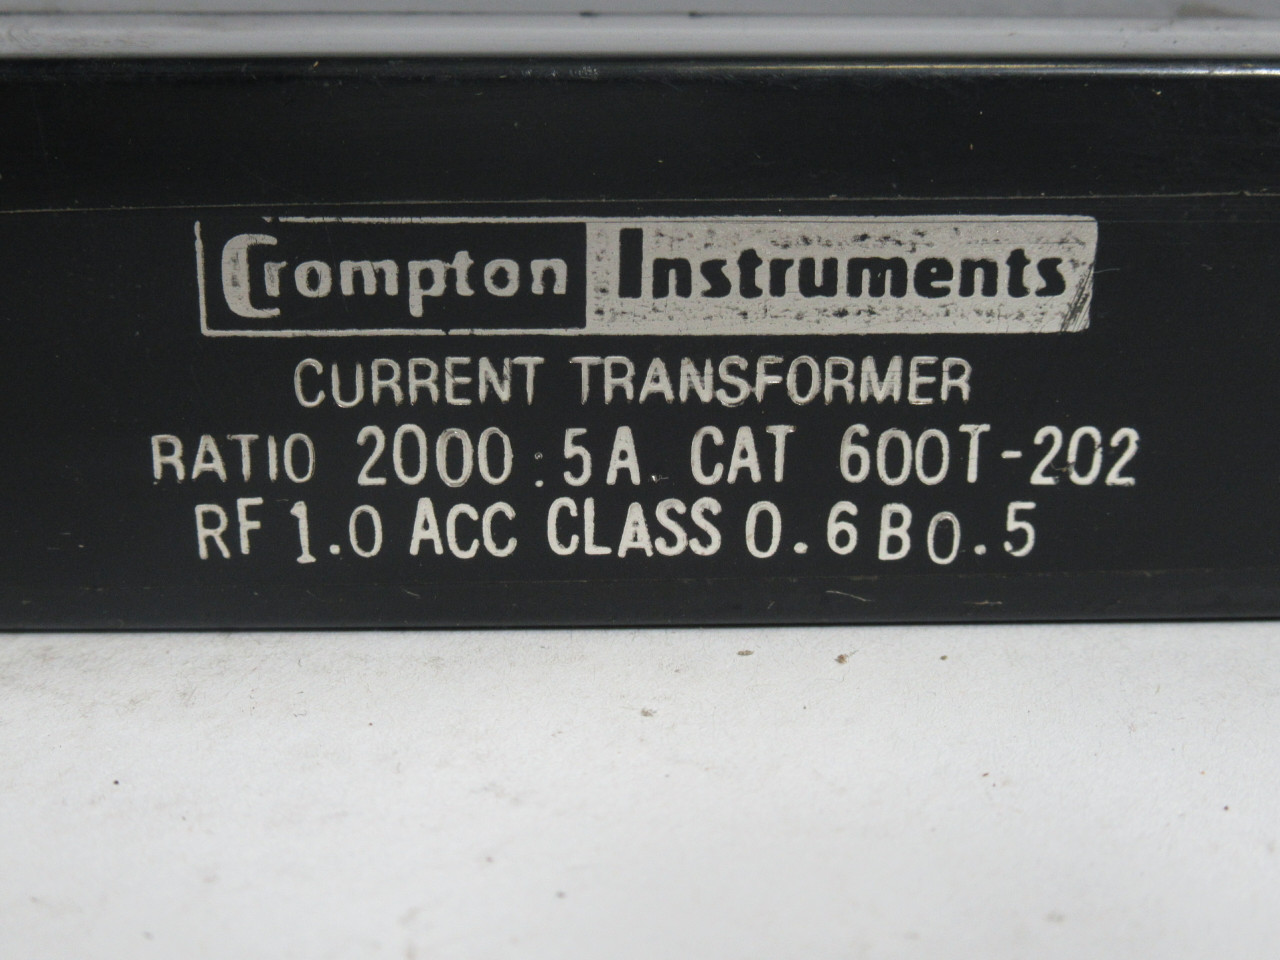 Crompton Instruments
CURRENT TRANSFORMER
RATIO 2000:5A CAT 600T-202
RF 1.0 ACC CLASS 0.6 B0.5